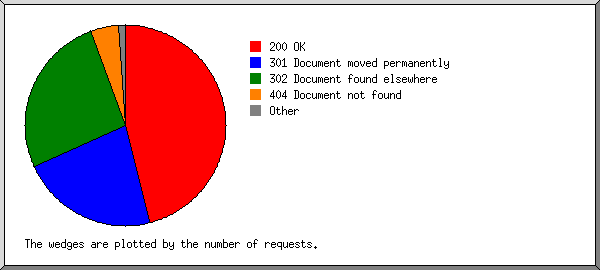 200 OK
301 Document moved permanently
302 Document found elsewhere
404 Document not found
Other
The wedges are plotted by the number of requests.